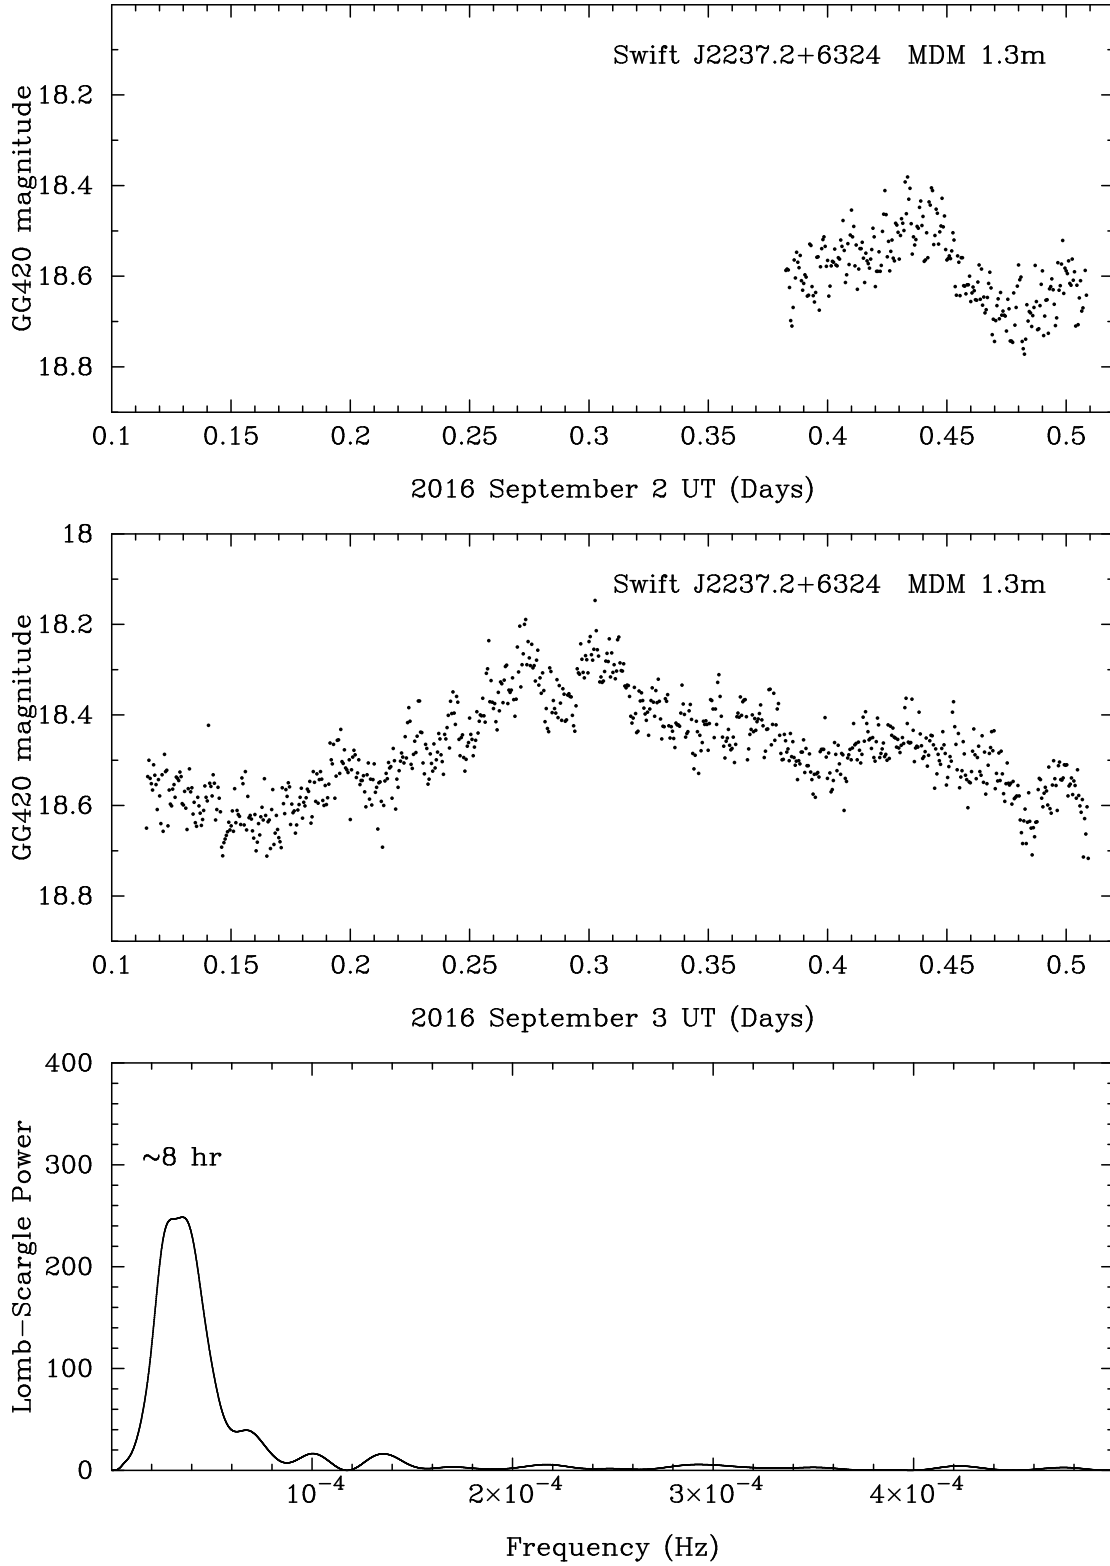 Swift J2237.2+6324 MDM 1.3m
GG420 magnitude
18.2
18.4
18.6
18.8
0.1 0.15 0.2 0.25 0.3 0.35 0.4 0.45 0.5
2016 September 2 UT (Days)
Swift J2237.2+6324 MDM 1.3m
GG420 magnitude
18
18.2
18.4
18.6
18.8
0.1 0.15 0.2 0.25 0.3 0.35 0.4 0.45 0.5
2016 September 3 UT (Days)
~8 hr
Lomb−Scargle Power
400
300
200
100
0
10⁻⁴ 2×10⁻⁴ 3×10⁻⁴ 4×10⁻⁴
Frequency (Hz)